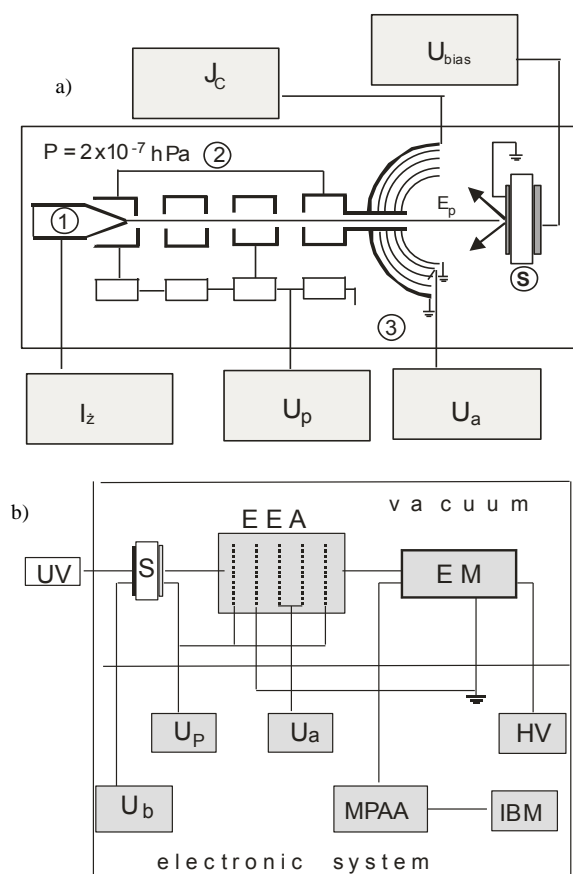 a)
J_C
U_bias
P = 2x10⁻⁷ hPa ②
①
E_p
S
③
I_ż
U_p
U_a
b)
vacuum
EEA
UV
S
EM
U_P
U_a
HV
U_b
MPAA
IBM
electronic system